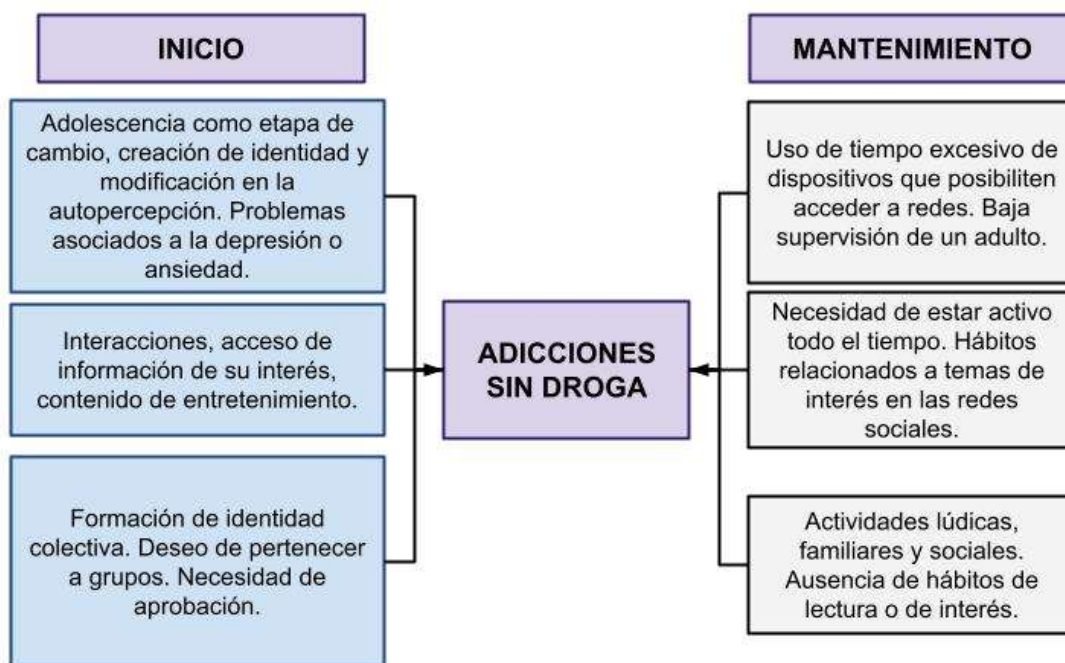 INICIO
Adolescencia como etapa de
cambio, creación de identidad y
modificación en la
autopercepción. Problemas
asociados a la depresión o
ansiedad.
Interacciones, acceso de
información de su interés,
contenido de entretenimiento.
Formación de identidad
colectiva. Deseo de pertenecer
a grupos. Necesidad de
aprobación.
ADICCIONES
SIN DROGA
MANTENIMIENTO
Uso de tiempo excesivo de
dispositivos que posibiliten
acceder a redes. Baja
supervisión de un adulto.
Necesidad de estar activo
todo el tiempo. Hábitos
relacionados a temas de
interés en las redes
sociales.
Actividades lúdicas,
familiares y sociales.
Ausencia de hábitos de
lectura o de interés.